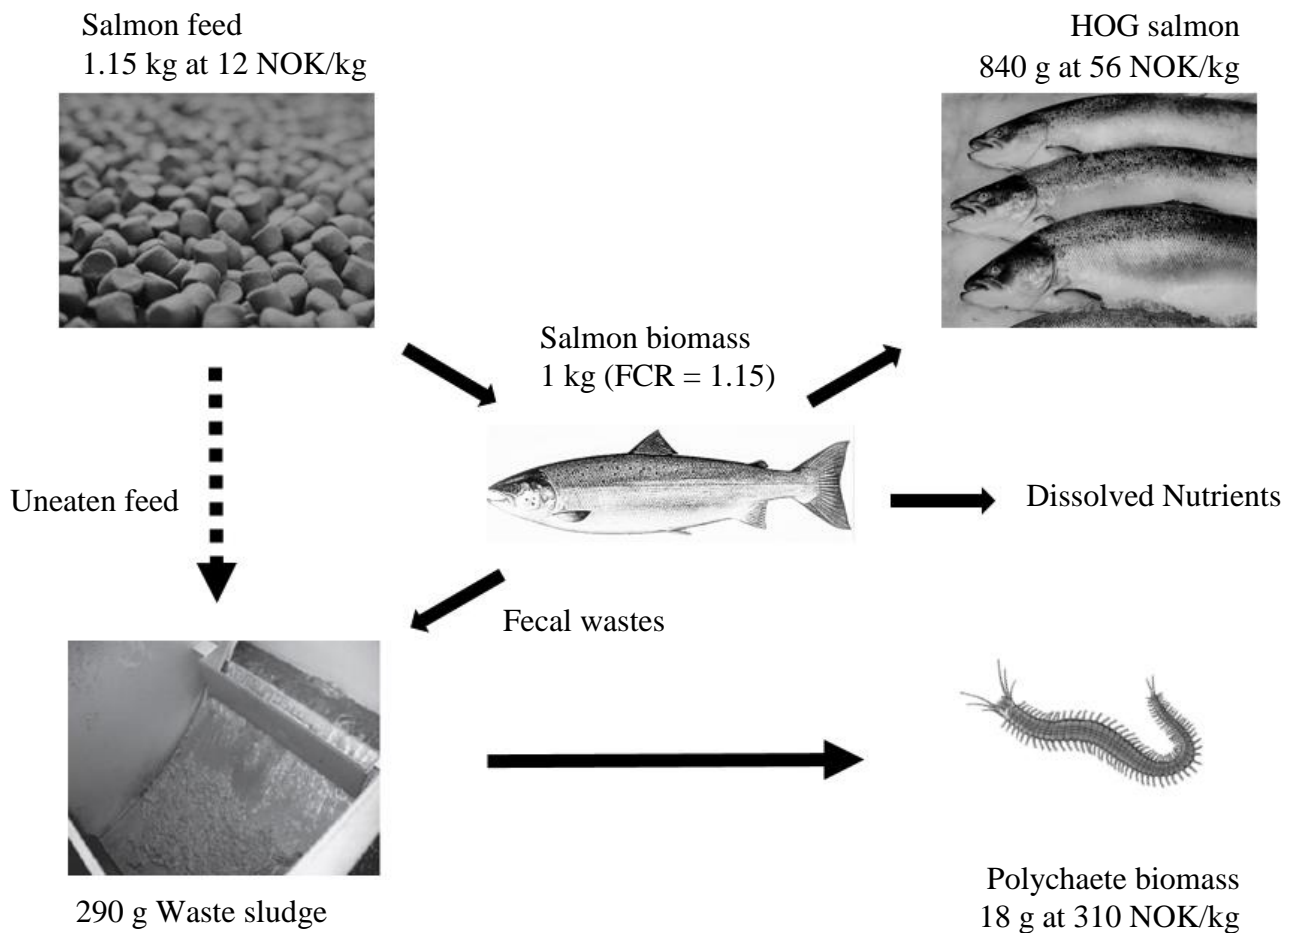 Salmon feed
1.15 kg at 12 NOK/kg
HOG salmon
840 g at 56 NOK/kg
Salmon biomass
1 kg (FCR = 1.15)
Uneaten feed
Dissolved Nutrients
Fecal wastes
290 g Waste sludge
Polychaete biomass
18 g at 310 NOK/kg